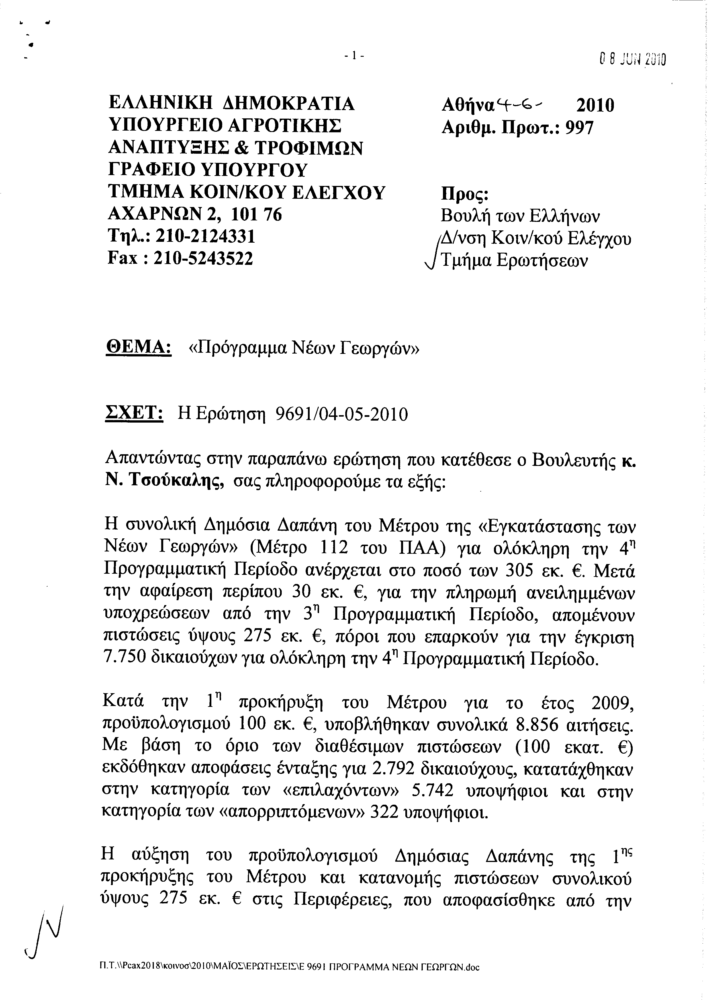 - 1 -
08 JUN 2010
ΕΛΛΗΝΙΚΗ ΔΗΜΟΚΡΑΤΙΑ
ΥΠΟΥΡΓΕΙΟ ΑΓΡΟΤΙΚΗΣ
ΑΝΑΠΤΥΞΗΣ & ΤΡΟΦΙΜΩΝ
ΓΡΑΦΕΙΟ ΥΠΟΥΡΓΟΥ
ΤΜΗΜΑ ΚΟΙΝ/ΚΟΥ ΕΛΕΓΧΟΥ
ΑΧΑΡΝΩΝ 2, 101 76
Τηλ.: 210-2124331
Fax : 210-5243522
Αθήνα 4-6- 2010
Αριθμ. Πρωτ.: 997
Προς:
Βουλή των Ελλήνων
Δ/νση Κοιν/κού Ελέγχου
Τμήμα Ερωτήσεων
ΘΕΜΑ: «Πρόγραμμα Νέων Γεωργών»
ΣΧΕΤ: Η Ερώτηση 9691/04-05-2010
Απαντώντας στην παραπάνω ερώτηση που κατέθεσε ο Βουλευτής κ.
Ν. Τσούκαλης, σας πληροφορούμε τα εξής:
Η συνολική Δημόσια Δαπάνη του Μέτρου της «Εγκατάστασης των
Νέων Γεωργών» (Μέτρο 112 του ΠΑΑ) για ολόκληρη την 4η
Προγραμματική Περίοδο ανέρχεται στο ποσό των 305 εκ. €. Μετά
την αφαίρεση περίπου 30 εκ. €, για την πληρωμή ανειλημμένων
υποχρεώσεων από την 3η Προγραμματική Περίοδο, απομένουν
πιστώσεις ύψους 275 εκ. €, πόροι που επαρκούν για την έγκριση
7.750 δικαιούχων για ολόκληρη την 4η Προγραμματική Περίοδο.
Κατά την 1η προκήρυξη του Μέτρου για το έτος 2009,
προϋπολογισμού 100 εκ. €, υποβλήθηκαν συνολικά 8.856 αιτήσεις.
Με βάση το όριο των διαθέσιμων πιστώσεων (100 εκατ. €)
εκδόθηκαν αποφάσεις ένταξης για 2.792 δικαιούχους, κατατάχθηκαν
στην κατηγορία των «επιλαχόντων» 5.742 υποψήφιοι και στην
κατηγορία των «απορριπτόμενων» 322 υποψήφιοι.
Η αύξηση του προϋπολογισμού Δημόσιας Δαπάνης της 1ης
προκήρυξης του Μέτρου και κατανομής πιστώσεων συνολικού
ύψους 275 εκ. € στις Περιφέρειες, που αποφασίσθηκε από την
Π.Τ.\\Pcax2018\κοινοσ\2010\ΜΑΪΟΣ\ΕΡΩΤΗΣΕΙΣ\Ε 9691 ΠΡΟΓΡΑΜΜΑ ΝΕΩΝ ΓΕΩΡΓΩΝ.doc